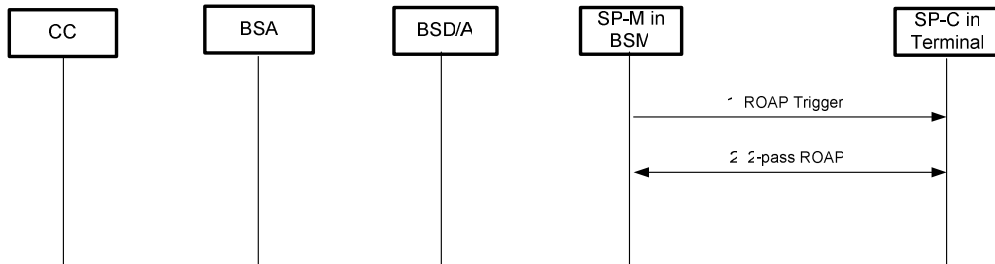 CC
BSA
BSD/A
SP-M in
BSM
SP-C in
Terminal
1 ROAP Trigger
2 2-pass ROAP